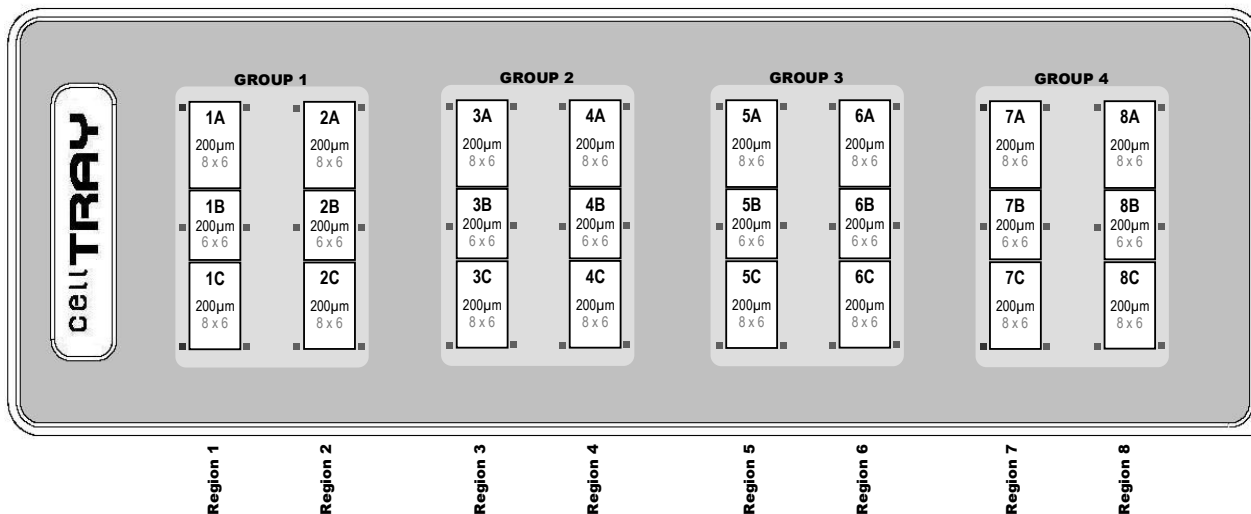 cellTRAY
GROUP 1
GROUP 2
GROUP 3
GROUP 4
1A
200µm
8 x 6
2A
200µm
8 x 6
3A
200µm
8 x 6
4A
200µm
8 x 6
5A
200µm
8 x 6
6A
200µm
8 x 6
7A
200µm
8 x 6
8A
200µm
8 x 6
1B
200µm
6 x 6
2B
200µm
6 x 6
3B
200µm
6 x 6
4B
200µm
6 x 6
5B
200µm
6 x 6
6B
200µm
6 x 6
7B
200µm
6 x 6
8B
200µm
6 x 6
1C
200µm
8 x 6
2C
200µm
8 x 6
3C
200µm
8 x 6
4C
200µm
8 x 6
5C
200µm
8 x 6
6C
200µm
8 x 6
7C
200µm
8 x 6
8C
200µm
8 x 6
Region 1
Region 2
Region 3
Region 4
Region 5
Region 6
Region 7
Region 8